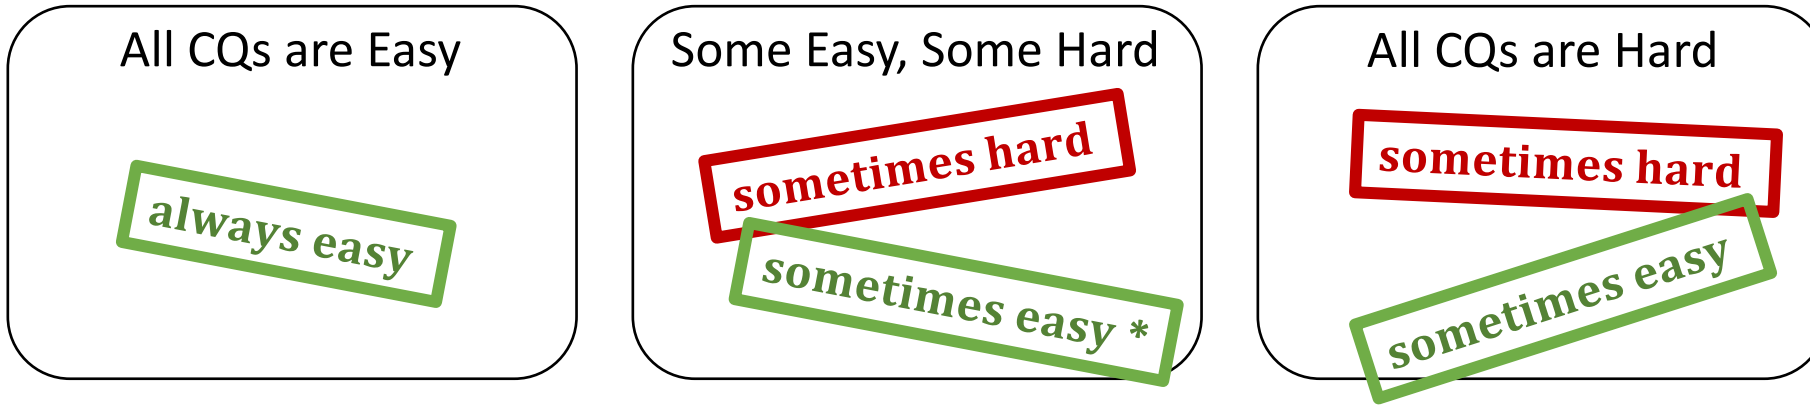 All CQs are Easy
always easy
Some Easy, Some Hard
sometimes hard
sometimes easy *
All CQs are Hard
sometimes hard
sometimes easy